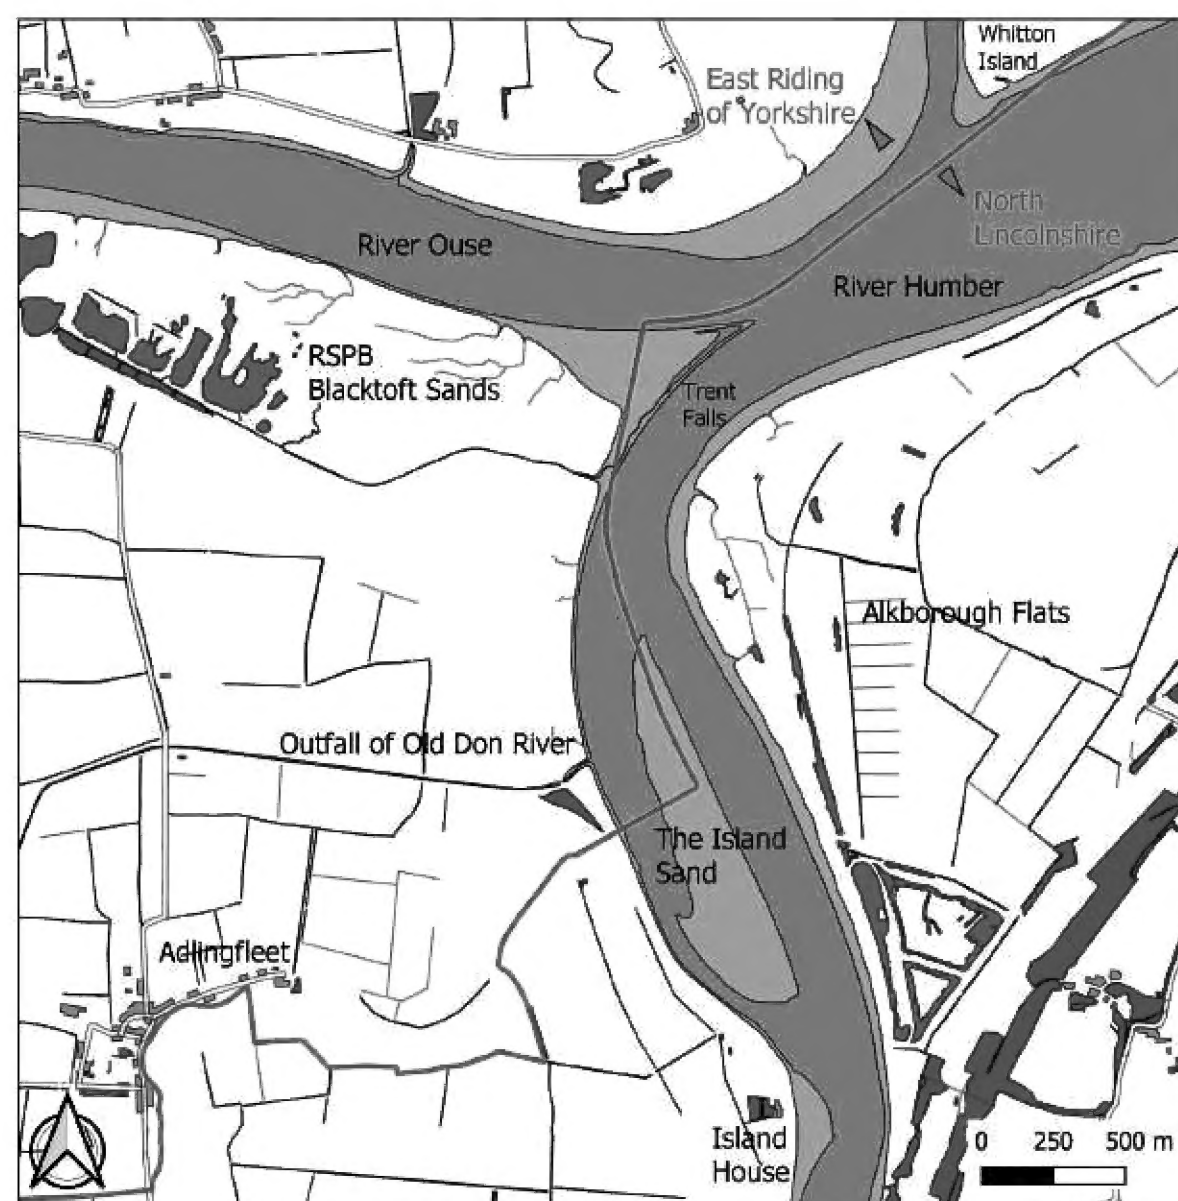 Whitton
Island
East Riding
of Yorkshire
North
Lincolnshire
River Ouse
River Humber
RSPB
Blacktoft Sands
Trent
Falls
Alkborough Flats
Outfall of Old Don River
The Island
Sand
Adlingfleet
Island
House
0 250 500 m